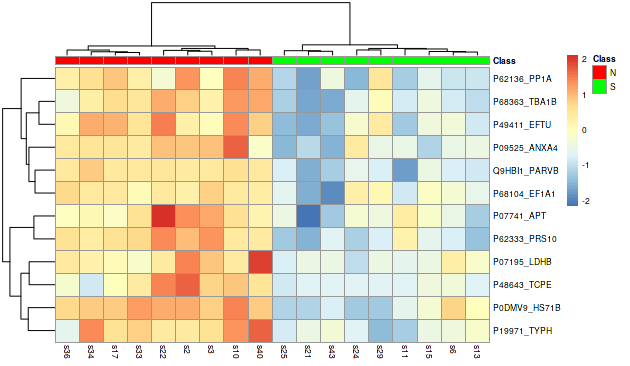 Class
P62136_PP1A
P68363_TBA1B
P49411_EFTU
P09525_ANXA4
Q9HBI1_PARVB
P68104_EF1A1
P07741_APT
P62333_PRS10
P07195_LDHB
P48643_TCPE
P0DMV9_HS71B
P19971_TYPH
s36 s34 s17 s33 s22 s2 s3 s10 s40 s25 s21 s43 s24 s29 s11 s15 s6 s13
2
1
0
-1
-2
Class
N
S